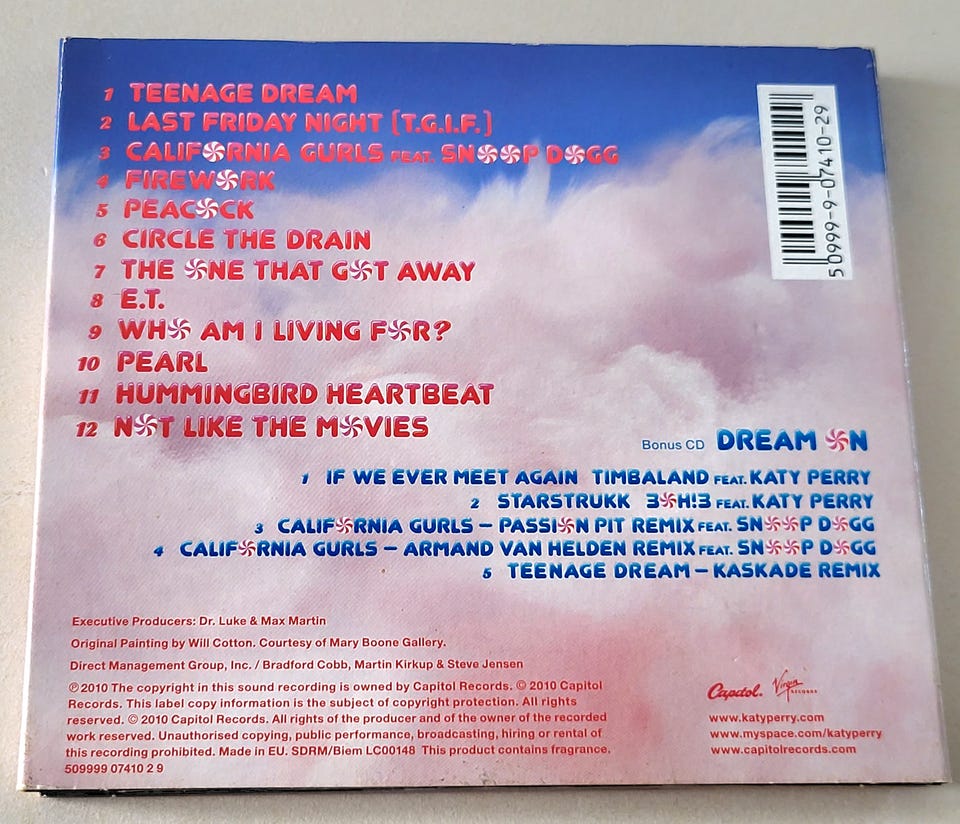 1 TEENAGE DREAM
2 LAST FRIDAY NIGHT (T.G.I.F.)
3 CALIFORNIA GURLS FEAT. SNOOP DOGG
4 FIREWORK
5 PEACOCK
6 CIRCLE THE DRAIN
7 THE ONE THAT GOT AWAY
8 E.T.
9 WHO AM I LIVING FOR?
10 PEARL
11 HUMMINGBIRD HEARTBEAT
12 NOT LIKE THE MOVIES
5 0999-9-07410-29
Bonus CD DREAM ON
1 IF WE EVER MEET AGAIN TIMBALAND FEAT. KATY PERRY
2 STARSTRUKK 3OH!3 FEAT. KATY PERRY
3 CALIFORNIA GURLS – PASSION PIT REMIX FEAT. SNOOP DOGG
4 CALIFORNIA GURLS – ARMAND VAN HELDEN REMIX FEAT. SNOOP DOGG
5 TEENAGE DREAM – KASKADE REMIX
Executive Producers: Dr. Luke & Max Martin
Original Painting by Will Cotton. Courtesy of Mary Boone Gallery.
Direct Management Group, Inc. / Bradford Cobb, Martin Kirkup & Steve Jensen
℗ 2010 The copyright in this sound recording is owned by Capitol Records. © 2010 Capitol
Records. This label copy information is the subject of copyright protection. All rights
reserved. © 2010 Capitol Records. All rights of the producer and of the owner of the recorded
work reserved. Unauthorised copying, public performance, broadcasting, hiring or rental of
this recording prohibited. Made in EU. SDRM/Biem LC00148 This product contains fragrance.
509999 07410 2 9
Capitol. Virgin RECORDS
www.katyperry.com
www.myspace.com/katyperry
www.capitolrecords.com